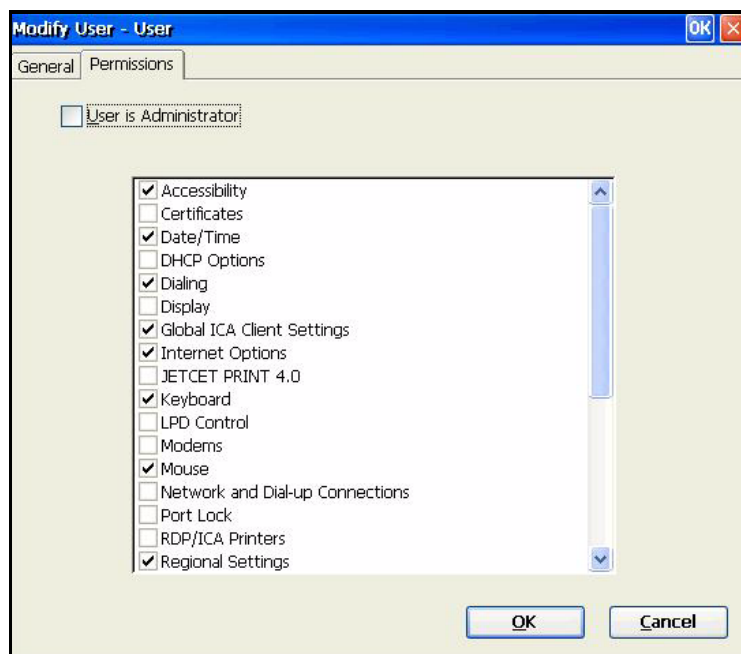 Modify User - User
OK
General
Permissions
User is Administrator
Accessibility
Certificates
Date/Time
DHCP Options
Dialing
Display
Global ICA Client Settings
Internet Options
JETCET PRINT 4.0
Keyboard
LPD Control
Modems
Mouse
Network and Dial-up Connections
Port Lock
RDP/ICA Printers
Regional Settings
OK
Cancel